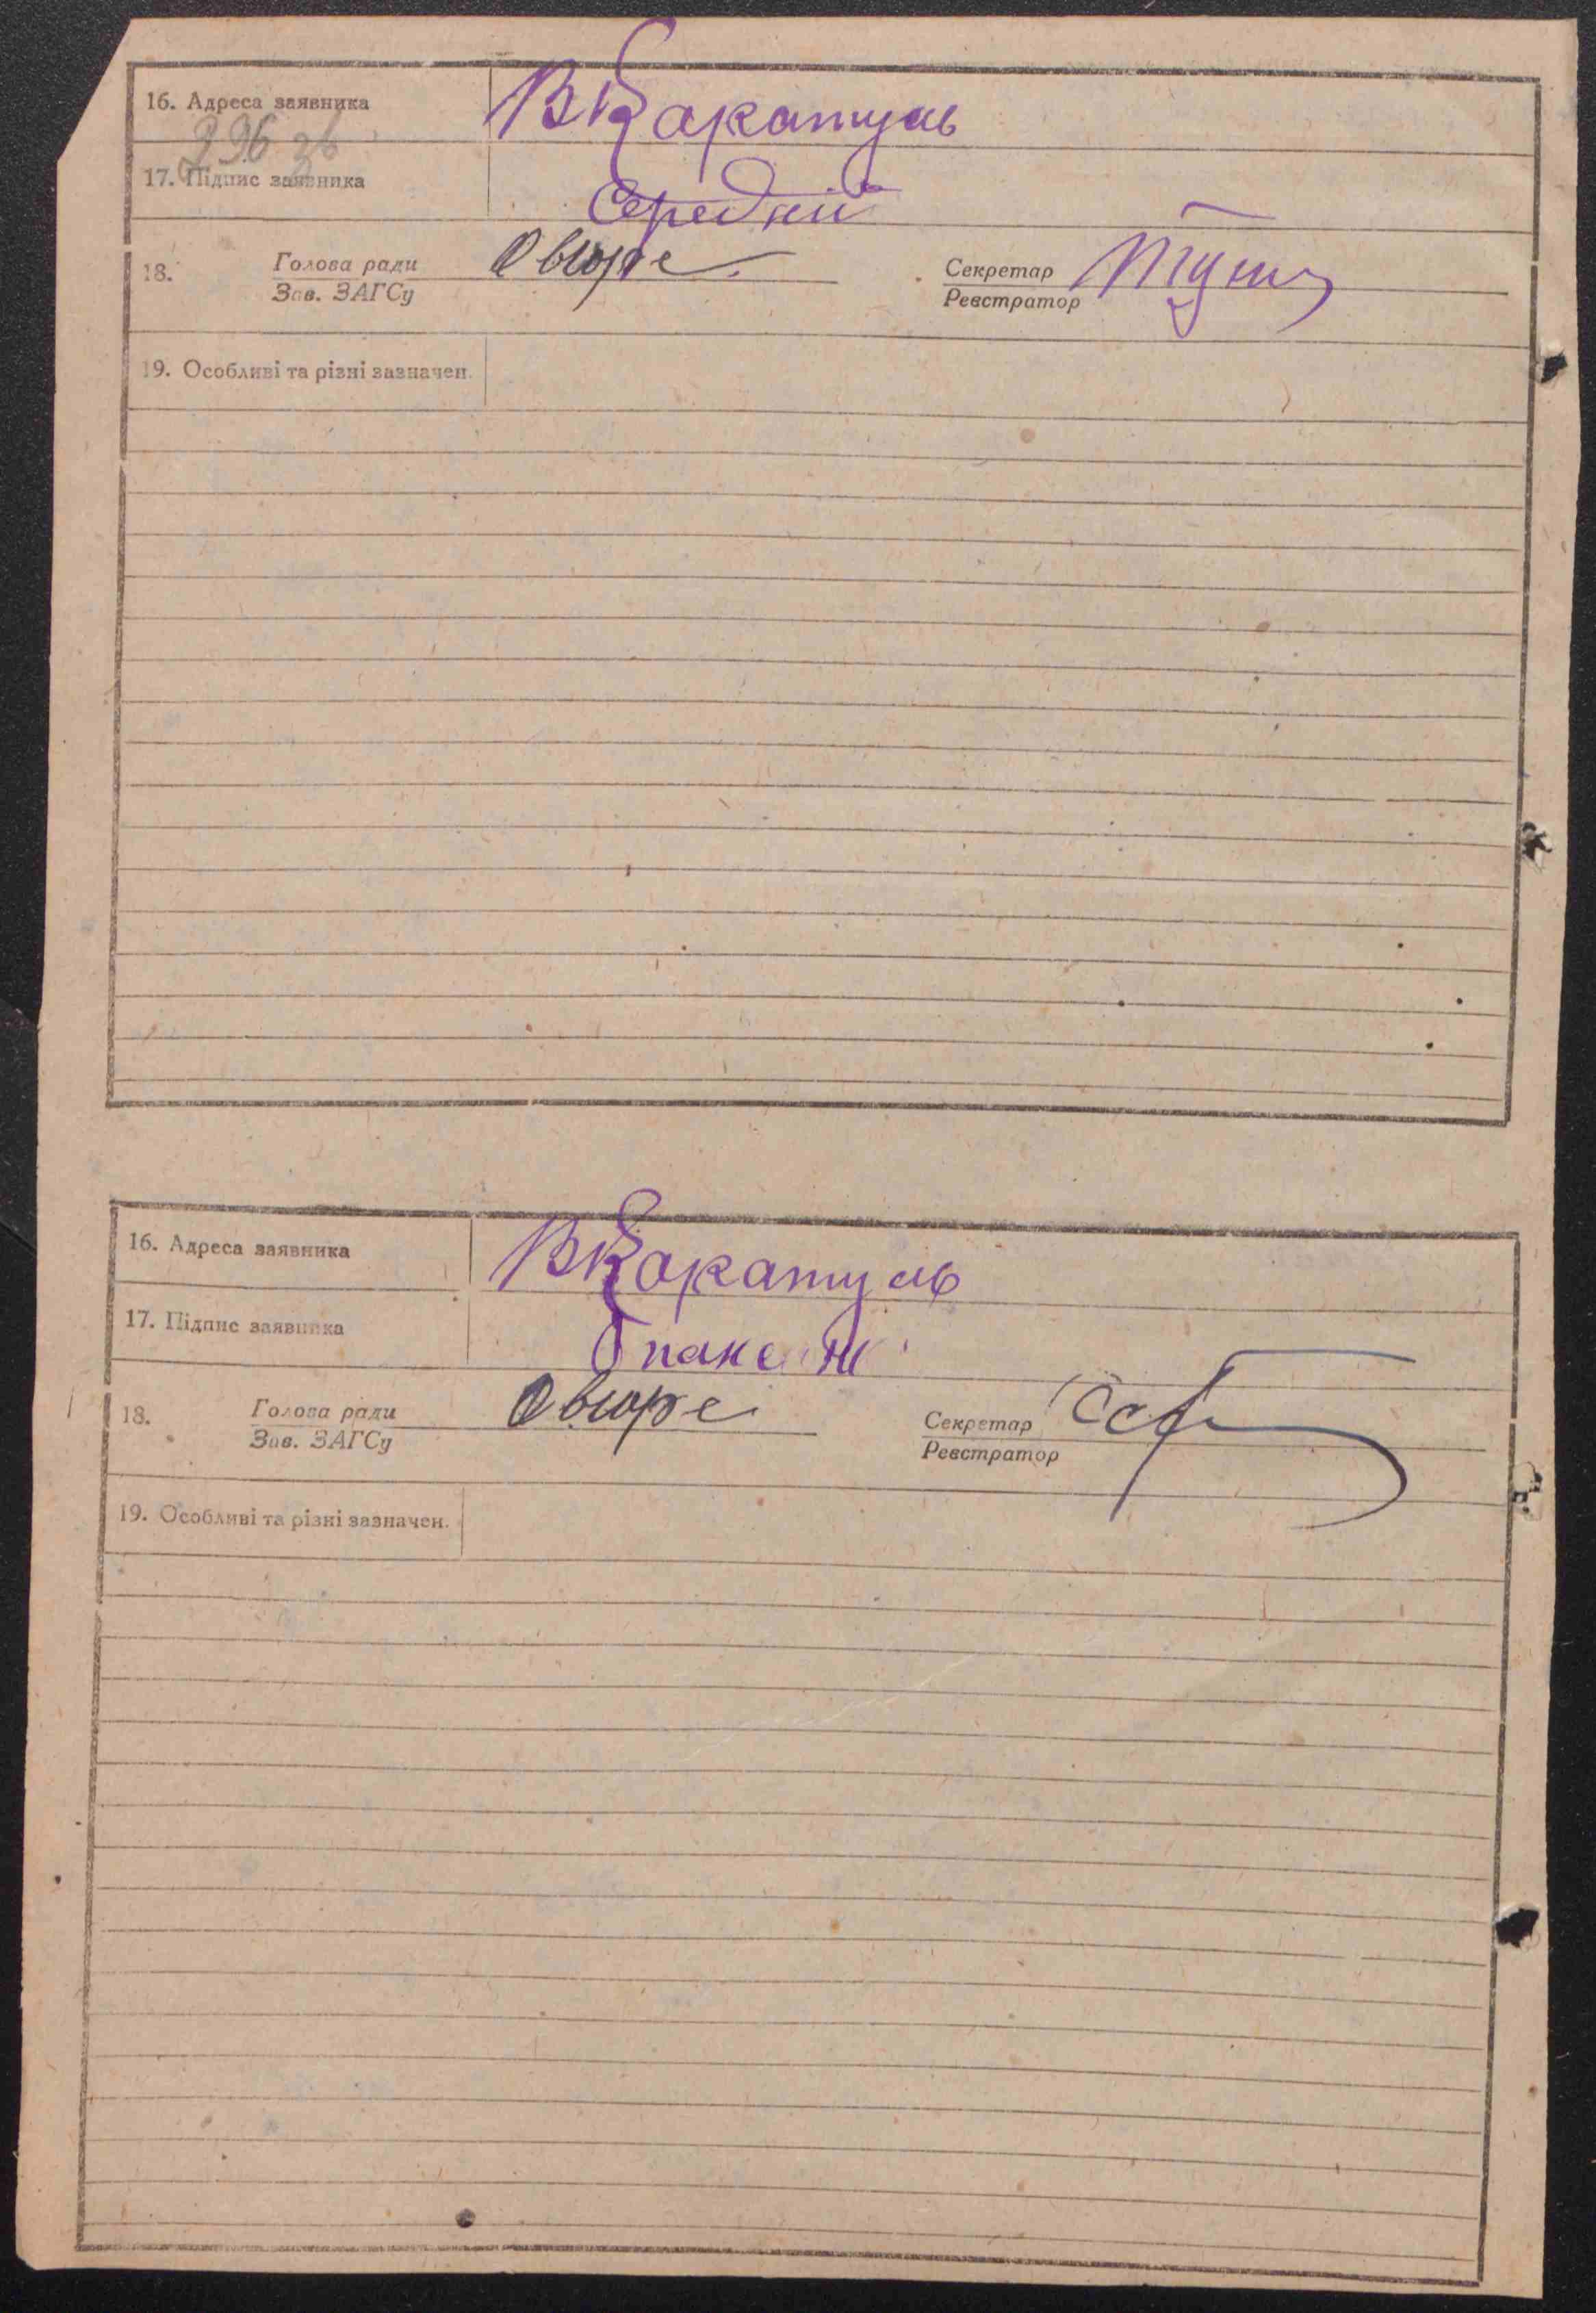 16. Адреса заявника В Каратуль
296 зв
17. Підпис заявника Середній
18. Голова ради Секретар
Зав. ЗАГСу Реєстратор
19. Особливі та різні зазначен.
16. Адреса заявника В Каратуль
17. Підпис заявника
18. Голова ради Секретар
Зав. ЗАГСу Реєстратор
19. Особливі та різні зазначен.